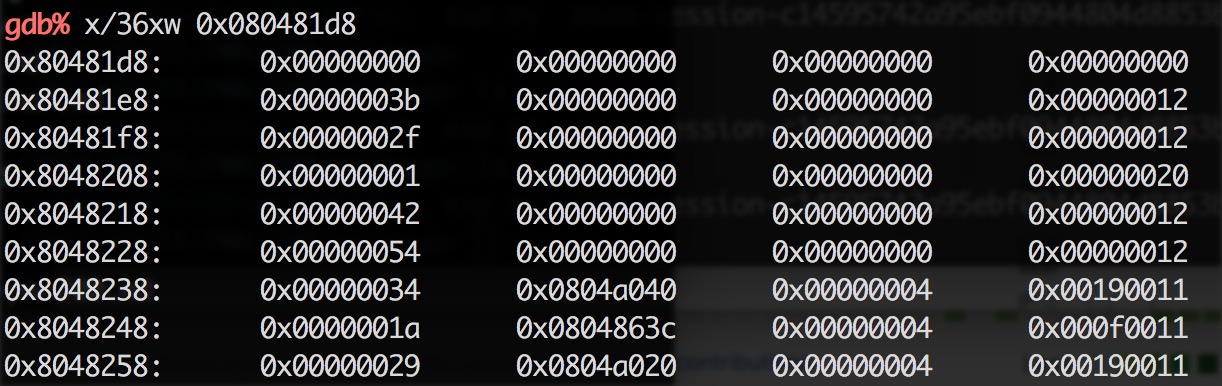 gdb% x/36xw 0x080481d8
0x80481d8: 0x00000000 0x00000000 0x00000000 0x00000000
0x80481e8: 0x0000003b 0x00000000 0x00000000 0x00000012
0x80481f8: 0x0000002f 0x00000000 0x00000000 0x00000012
0x8048208: 0x00000001 0x00000000 0x00000000 0x00000020
0x8048218: 0x00000042 0x00000000 0x00000000 0x00000012
0x8048228: 0x00000054 0x00000000 0x00000000 0x00000012
0x8048238: 0x00000034 0x0804a040 0x00000004 0x00190011
0x8048248: 0x0000001a 0x0804863c 0x00000004 0x000f0011
0x8048258: 0x00000029 0x0804a020 0x00000004 0x00190011